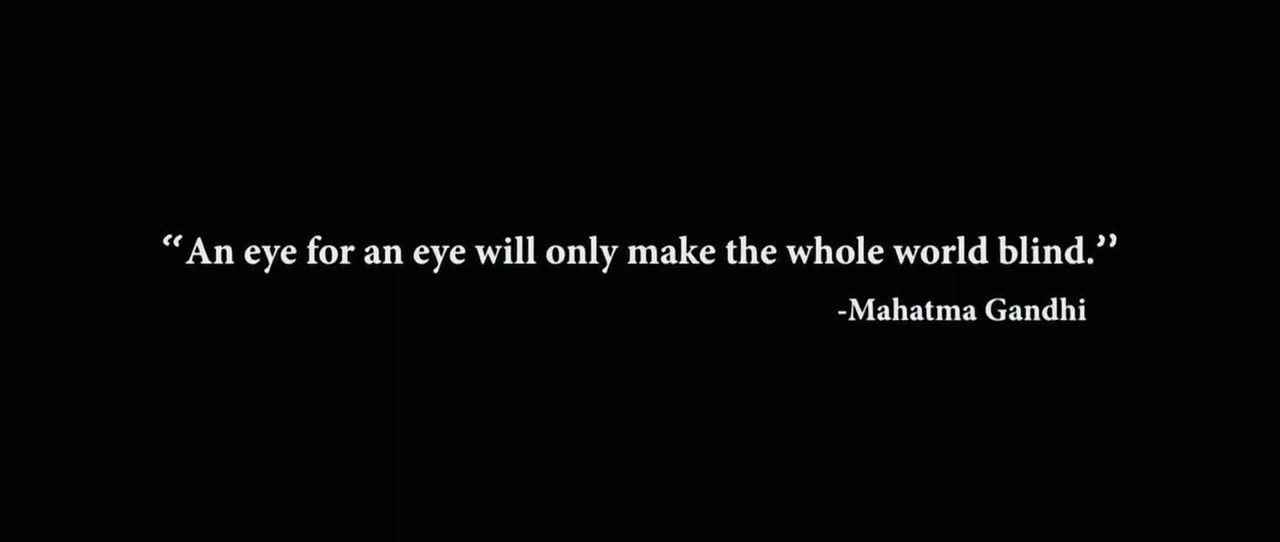 “An eye for an eye will only make the whole world blind.”
-Mahatma Gandhi